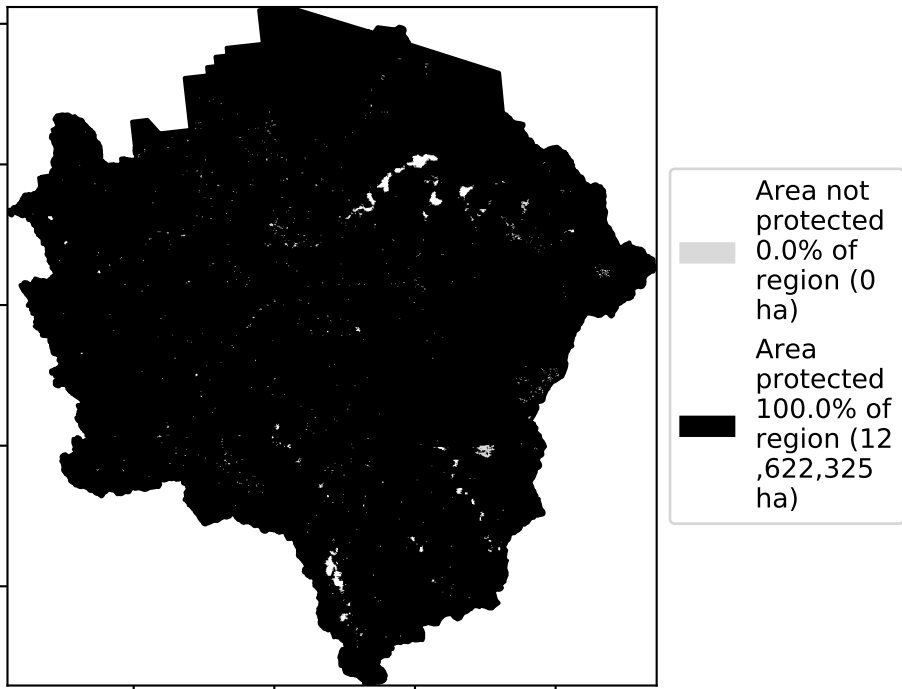 Area not
protected
0.0% of
region (0
ha)
Area
protected
100.0% of
region (12
,622,325
ha)